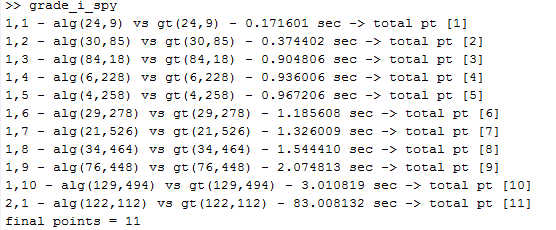 >> grade_i_spy
1,1 - alg(24,9) vs gt(24,9) - 0.171601 sec -> total pt [1]
1,2 - alg(30,85) vs gt(30,85) - 0.374402 sec -> total pt [2]
1,3 - alg(84,18) vs gt(84,18) - 0.904806 sec -> total pt [3]
1,4 - alg(6,228) vs gt(6,228) - 0.936006 sec -> total pt [4]
1,5 - alg(4,258) vs gt(4,258) - 0.967206 sec -> total pt [5]
1,6 - alg(29,278) vs gt(29,278) - 1.185608 sec -> total pt [6]
1,7 - alg(21,526) vs gt(21,526) - 1.326009 sec -> total pt [7]
1,8 - alg(34,464) vs gt(34,464) - 1.544410 sec -> total pt [8]
1,9 - alg(76,448) vs gt(76,448) - 2.074813 sec -> total pt [9]
1,10 - alg(129,494) vs gt(129,494) - 3.010819 sec -> total pt [10]
2,1 - alg(122,112) vs gt(122,112) - 83.008132 sec -> total pt [11]
final points = 11